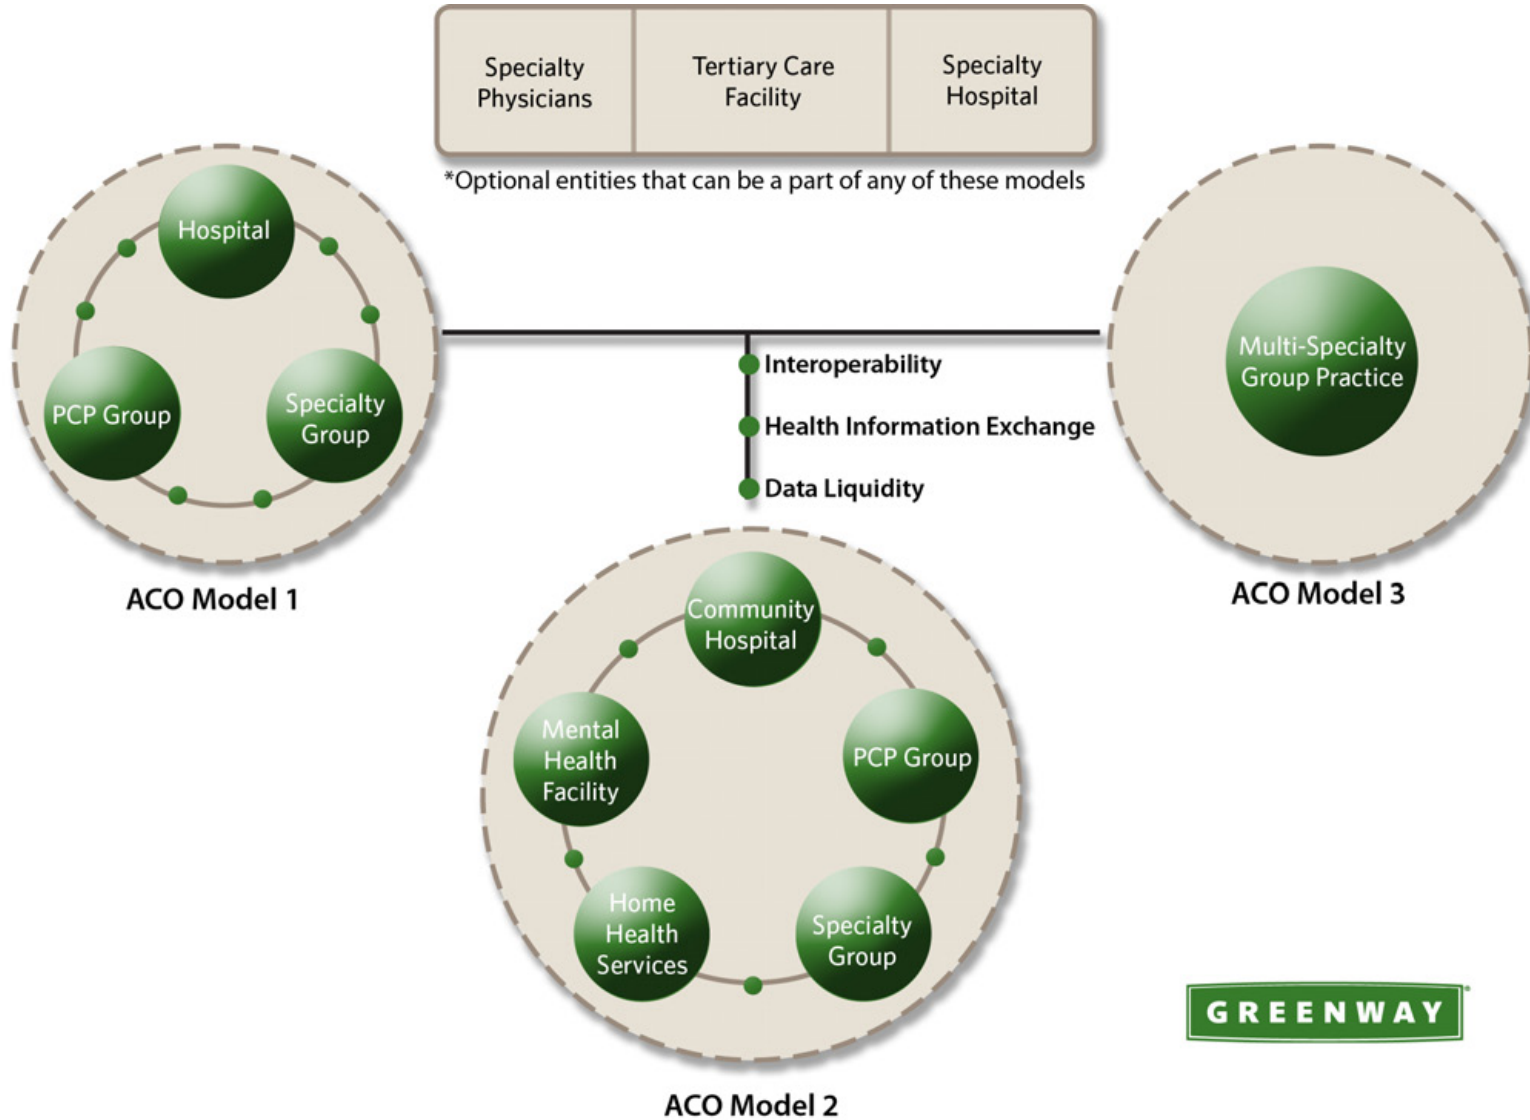 Specialty
Physicians
Tertiary Care
Facility
Specialty
Hospital
*Optional entities that can be a part of any of these models
Hospital
PCP Group
Specialty
Group
ACO Model 1
Interoperability
Health Information Exchange
Data Liquidity
Multi-Specialty
Group Practice
ACO Model 3
Community
Hospital
Mental
Health
Facility
PCP Group
Home
Health
Services
Specialty
Group
ACO Model 2
GREENWAY